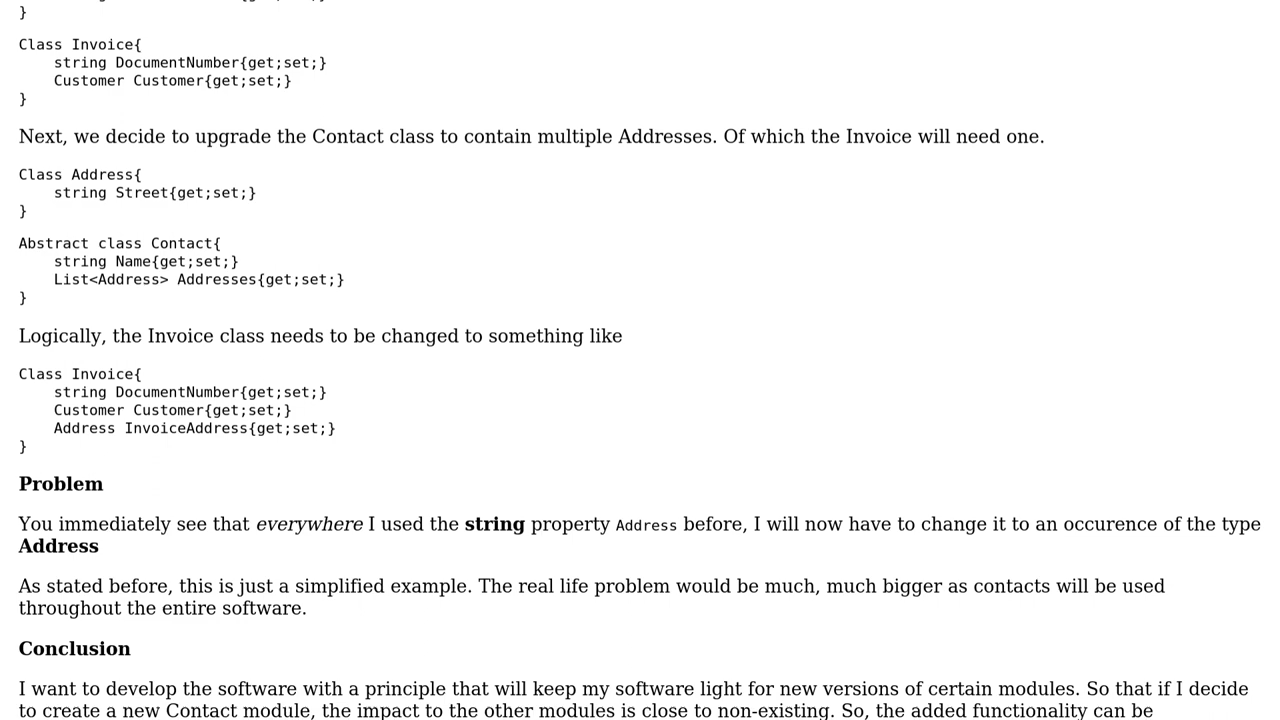 }
Class Invoice{
    string DocumentNumber{get;set;}
    Customer Customer{get;set;}
}
Next, we decide to upgrade the Contact class to contain multiple Addresses. Of which the Invoice will need one.
Class Address{
    string Street{get;set;}
}
Abstract class Contact{
    string Name{get;set;}
    List<Address> Addresses{get;set;}
}
Logically, the Invoice class needs to be changed to something like
Class Invoice{
    string DocumentNumber{get;set;}
    Customer Customer{get;set;}
    Address InvoiceAddress{get;set;}
}
Problem
You immediately see that everywhere I used the string property Address before, I will now have to change it to an occurence of the type
Address
As stated before, this is just a simplified example. The real life problem would be much, much bigger as contacts will be used
throughout the entire software.
Conclusion
I want to develop the software with a principle that will keep my software light for new versions of certain modules. So that if I decide
to create a new Contact module, the impact to the other modules is close to non-existing. So, the added functionality can be